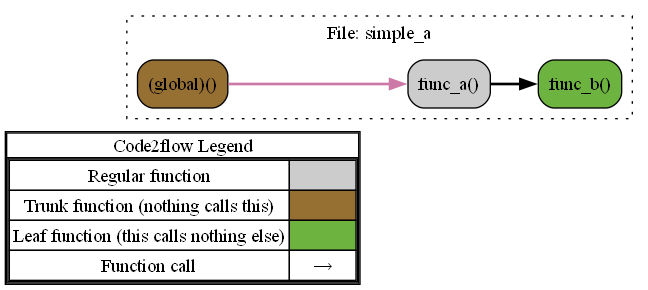 File: simple_a
(global)()
func_a()
func_b()
Code2flow Legend
Regular function
Trunk function (nothing calls this)
Leaf function (this calls nothing else)
Function call →